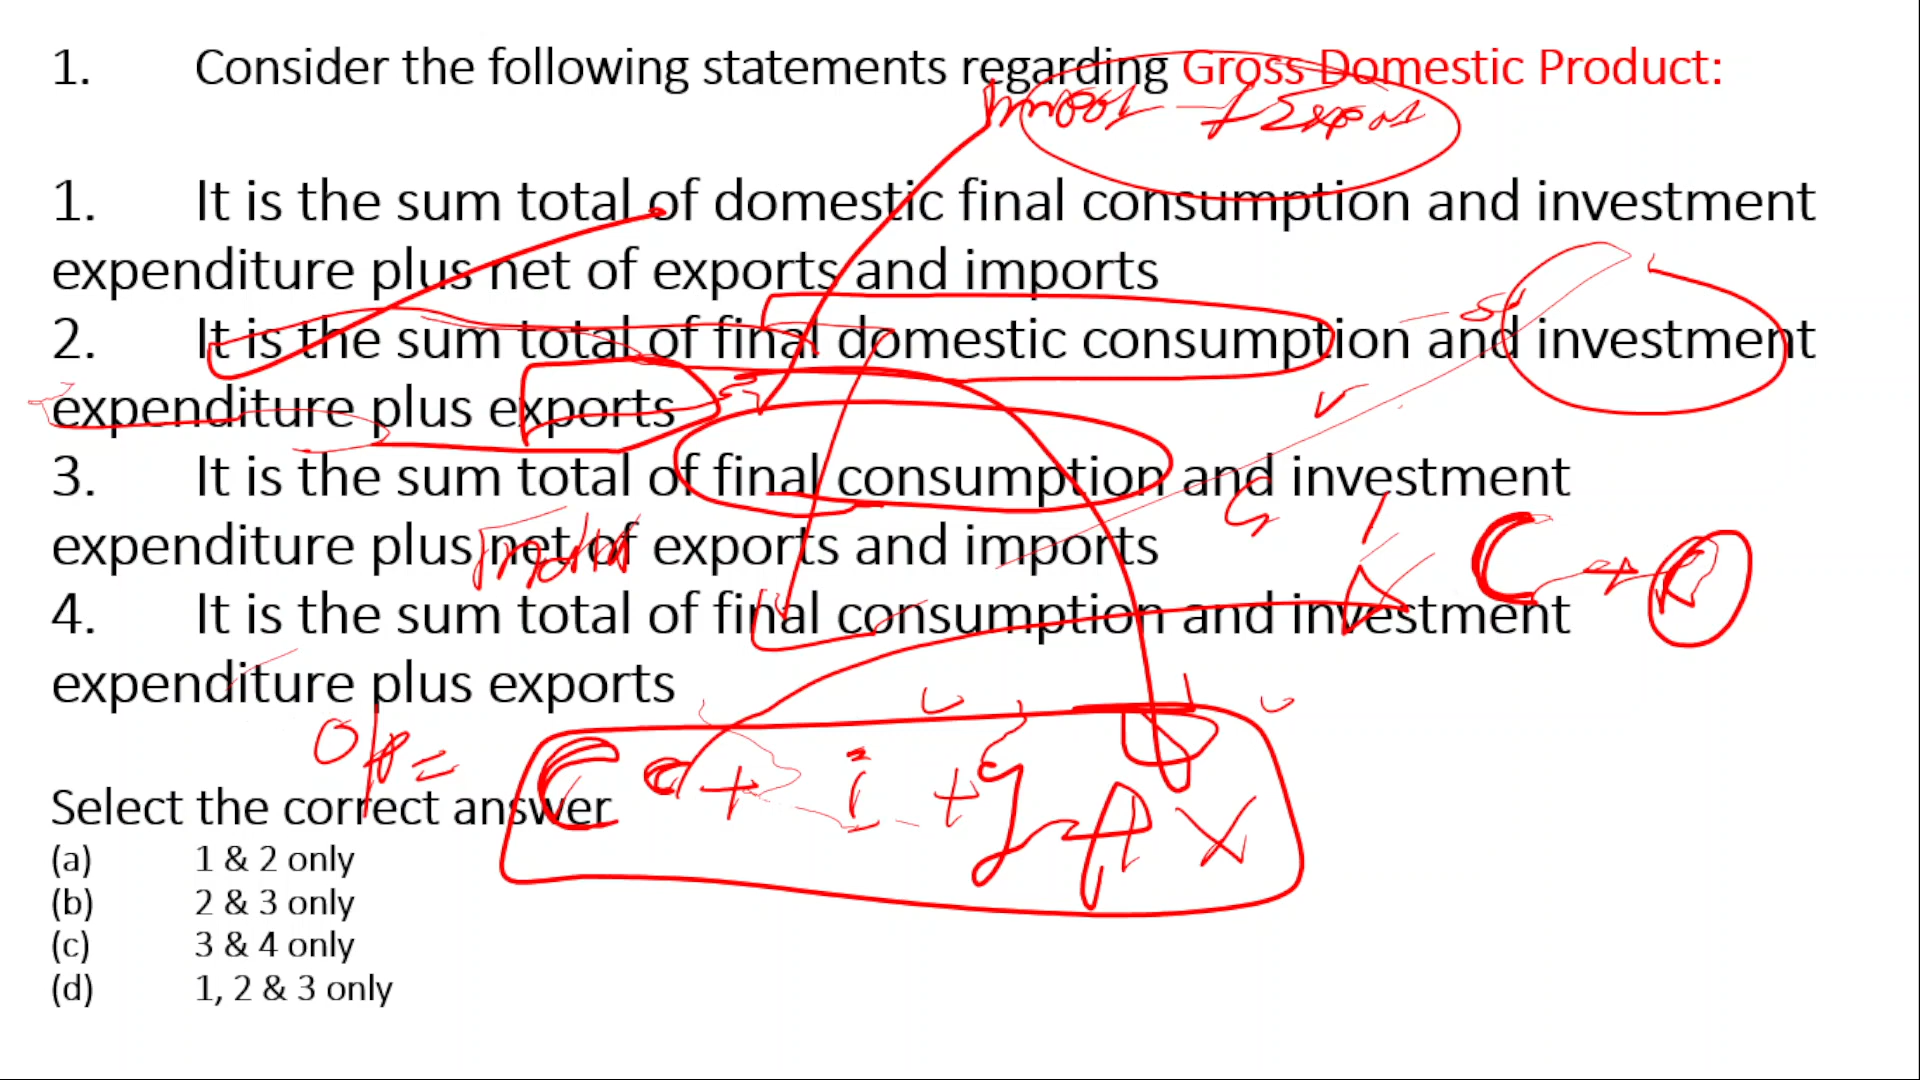 1. Consider the following statements regarding Gross Domestic Product:
Import + Export
1. It is the sum total of domestic final consumption and investment
expenditure plus net of exports and imports
2. It is the sum total of final domestic consumption and investment
expenditure plus exports
3. It is the sum total of final consumption and investment
expenditure plus net of exports and imports
4. It is the sum total of final consumption and investment
expenditure plus exports
Select the correct answer
(a) 1 & 2 only
(b) 2 & 3 only
(c) 3 & 4 only
(d) 1, 2 & 3 only